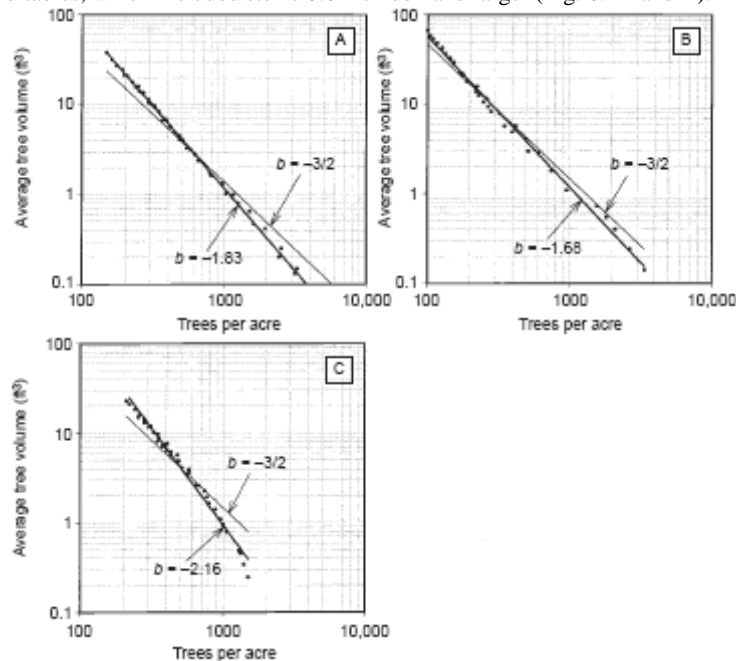 A
Average tree volume (ft³)
100
10
1
0.1
b = –3/2
b = –1.83
100
1000
10,000
Trees per acre
B
Average tree volume (ft³)
100
10
1
0.1
b = –3/2
b = –1.68
100
1000
10,000
Trees per acre
C
Average tree volume (ft³)
100
10
1
0.1
b = –3/2
b = –2.16
100
1000
10,000
Trees per acre